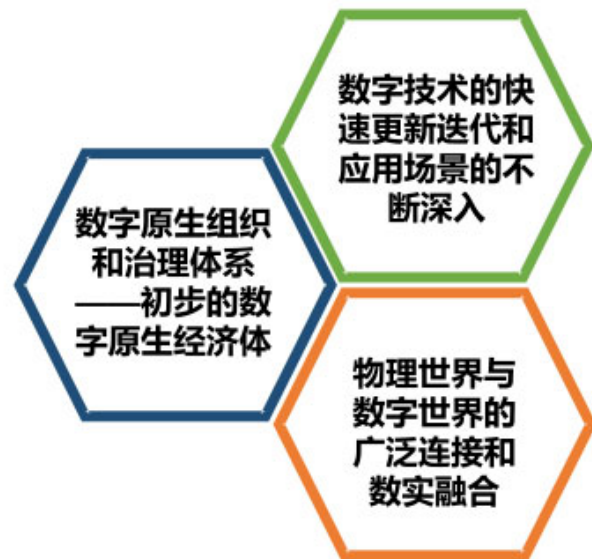 数字技术的快
速更新迭代和
应用场景的不
断深入
数字原生组织
和治理体系
——初步的数
字原生经济体
物理世界与
数字世界的
广泛连接和
数实融合